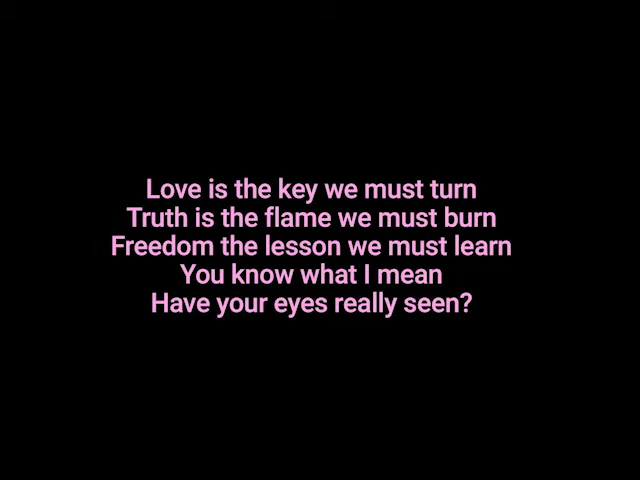 Love is the key we must turn
Truth is the flame we must burn
Freedom the lesson we must learn
You know what I mean
Have your eyes really seen?